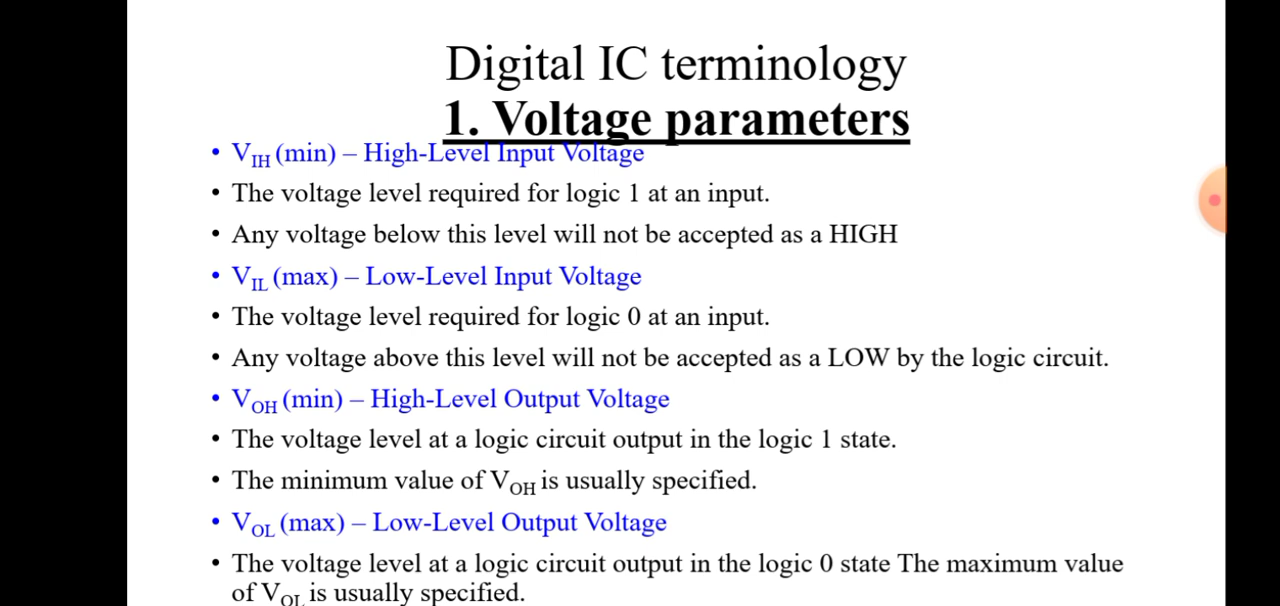 Digital IC terminology
1. Voltage parameters
• VIH (min) – High-Level Input Voltage
• The voltage level required for logic 1 at an input.
• Any voltage below this level will not be accepted as a HIGH
• VIL (max) – Low-Level Input Voltage
• The voltage level required for logic 0 at an input.
• Any voltage above this level will not be accepted as a LOW by the logic circuit.
• VOH (min) – High-Level Output Voltage
• The voltage level at a logic circuit output in the logic 1 state.
• The minimum value of VOH is usually specified.
• VOL (max) – Low-Level Output Voltage
• The voltage level at a logic circuit output in the logic 0 state The maximum value
of VOL is usually specified.